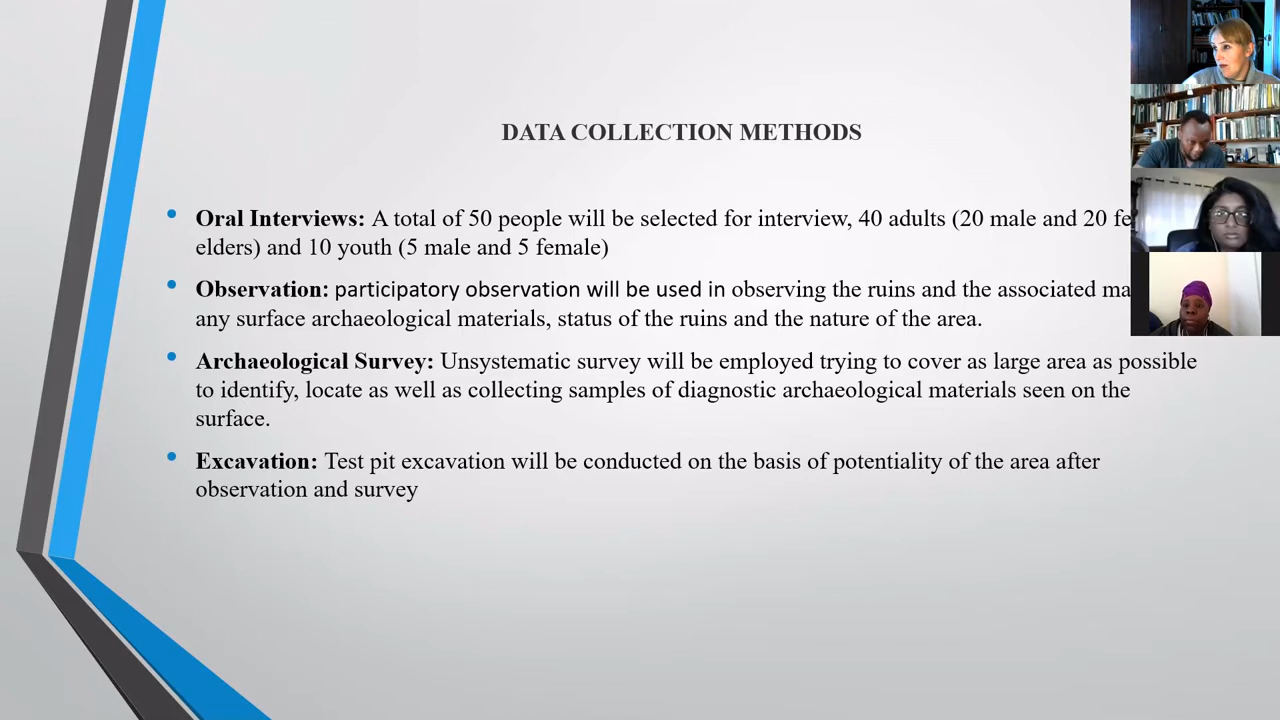 DATA COLLECTION METHODS
Oral Interviews: A total of 50 people will be selected for interview, 40 adults (20 male and 20
elders) and 10 youth (5 male and 5 female)
Observation: participatory observation will be used in observing the ruins and the associated
any surface archaeological materials, status of the ruins and the nature of the area.
Archaeological Survey: Unsystematic survey will be employed trying to cover as large area as possible
to identify, locate as well as collecting samples of diagnostic archaeological materials seen on the
surface.
Excavation: Test pit excavation will be conducted on the basis of potentiality of the area after
observation and survey